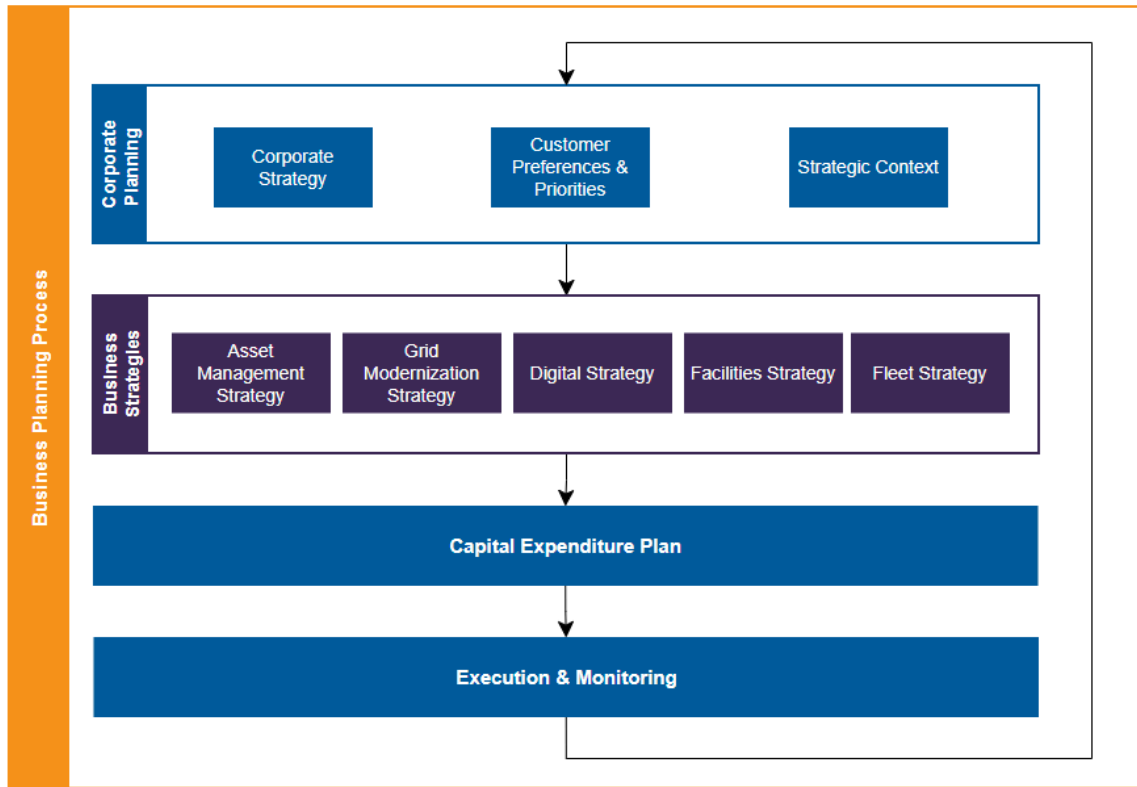 Business Planning Process
Corporate
Planning
Corporate
Strategy
Customer
Preferences &
Priorities
Strategic Context
Business
Strategies
Asset
Management
Strategy
Grid
Modernization
Strategy
Digital Strategy
Facilities Strategy
Fleet Strategy
Capital Expenditure Plan
Execution & Monitoring